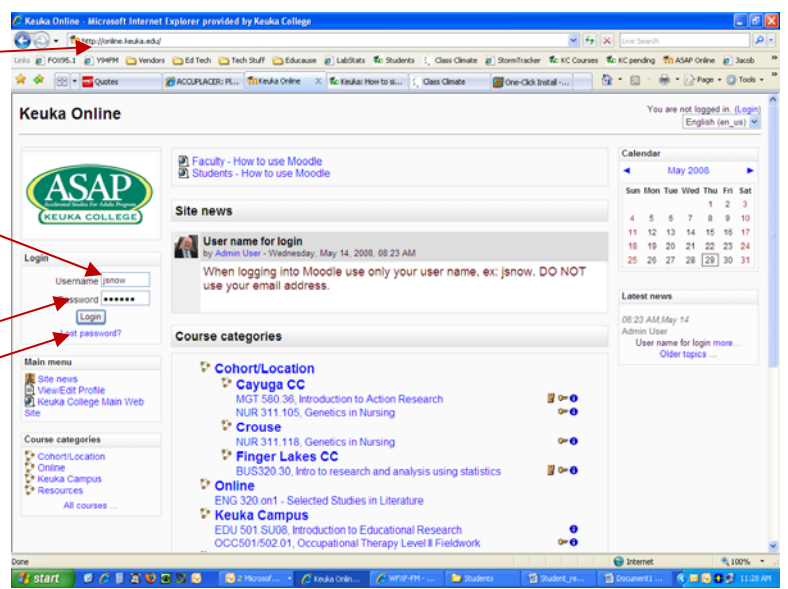 Keuka Online - Microsoft Internet Explorer provided by Keuka College
http://online.keuka.edu/
Live Search
Links FOX95.1 Y94FM Vendors Ed Tech Tech Stuff Educause LabStats Students Class Climate StormTracker KC Courses KC pending ASAP Online Jacob
Quotes ACCUPLACER: Pl... Keuka Online X Keuka: How to si... Class Climate One-Click Install -... Page Tools
Keuka Online
You are not logged in. (Login)
English (en_us)
ASAP
Accelerated Studies For Adults Program
KEUKA COLLEGE
Login
Username jsnow
Password ••••••
Login
Lost password?
Main menu
Site news
View/Edit Profile
Keuka College Main Web
Site
Course categories
Cohort/Location
Online
Keuka Campus
Resources
All courses ...
Faculty - How to use Moodle
Students - How to use Moodle
Site news
User name for login
by Admin User - Wednesday, May 14, 2008, 08:23 AM
When logging into Moodle use only your user name, ex: jsnow. DO NOT
use your email address.
Course categories
Cohort/Location
Cayuga CC
MGT 580.36, Introduction to Action Research
NUR 311.105, Genetics in Nursing
Crouse
NUR 311.118, Genetics in Nursing
Finger Lakes CC
BUS320.30, Intro to research and analysis using statistics
Online
ENG 320.on1 - Selected Studies in Literature
Keuka Campus
EDU 501.SU08, Introduction to Educational Research
OCC501/502.01, Occupational Therapy Level II Fieldwork
Calendar
May 2008
Sun Mon Tue Wed Thu Fri Sat
1 2 3
4 5 6 7 8 9 10
11 12 13 14 15 16 17
18 19 20 21 22 23 24
25 26 27 28 29 30 31
Latest news
08:23 AM, May 14
Admin User
User name for login more...
Older topics ...
Done
Internet
100%
start
2 Microsof... Keuka Onlin... WFXF-FM - ... Students Student_re... Document1 ... 11:28 AM